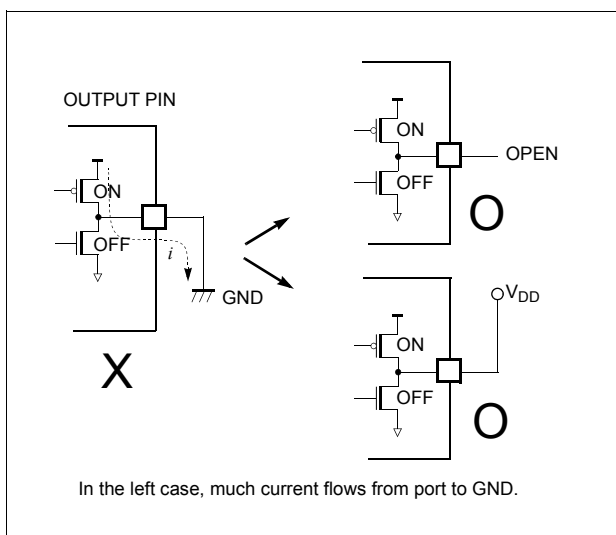 OUTPUT PIN
ON
OFF
i
GND
X
ON
OFF
OPEN
O
VDD
ON
OFF
O
In the left case, much current flows from port to GND.